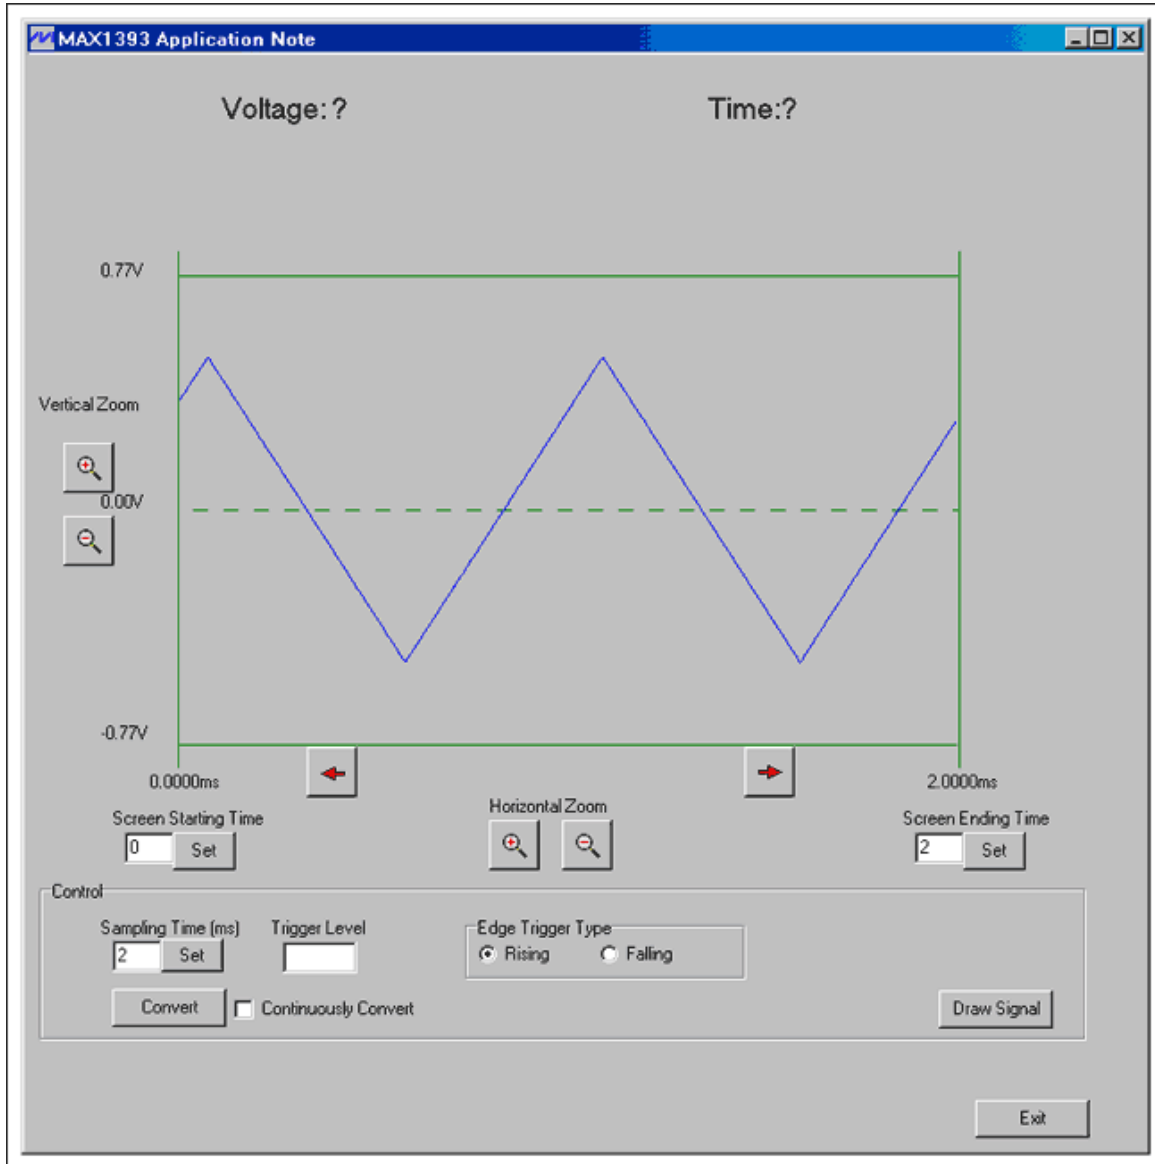 MAX1393 Application Note
Voltage: ?
Time:?
0.77V
Vertical Zoom
0.00V
-0.77V
0.0000ms
2.0000ms
Horizontal Zoom
Screen Starting Time
Screen Ending Time
0
Set
2
Set
Control
Sampling Time (ms)
Trigger Level
Edge Trigger Type
2
Set
Rising
Falling
Convert
Continuously Convert
Draw Signal
Exit